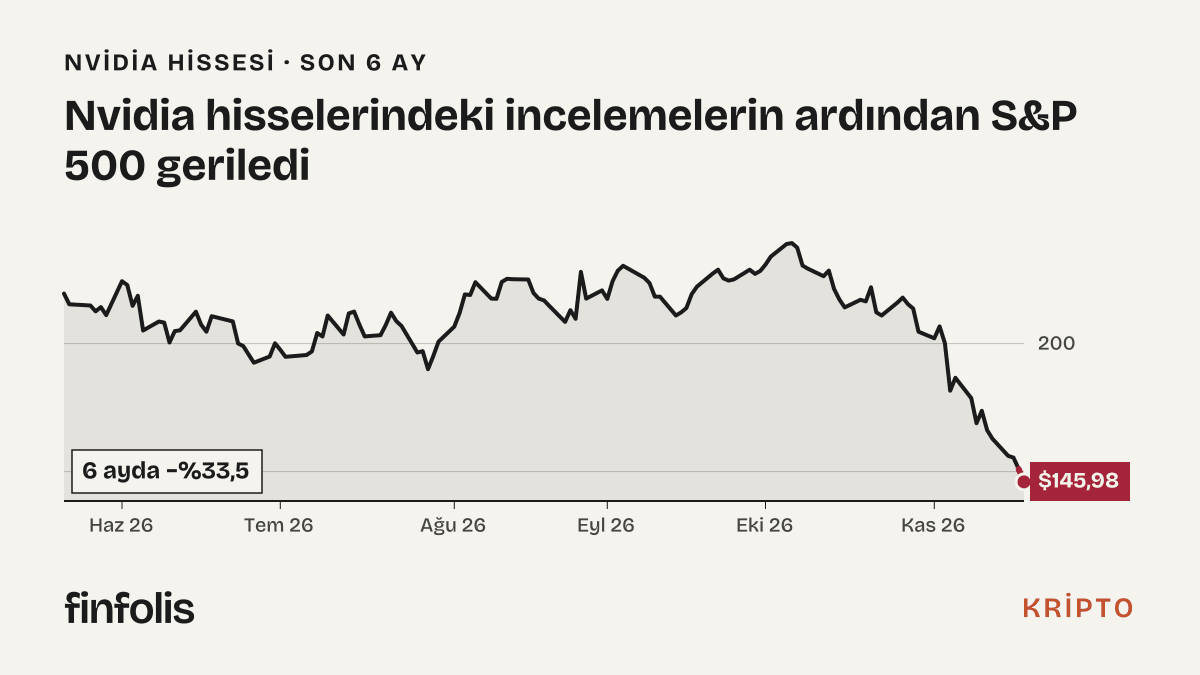 NVİDİA HİSSESİ · SON 6 AY
Nvidia hisselerindeki incelemelerin ardından S&P
500 geriledi
200
6 ayda -%33,5
$145,98
Haz 26
Tem 26
Ağu 26
Eyl 26
Eki 26
Kas 26
finfolis
KRİPTO